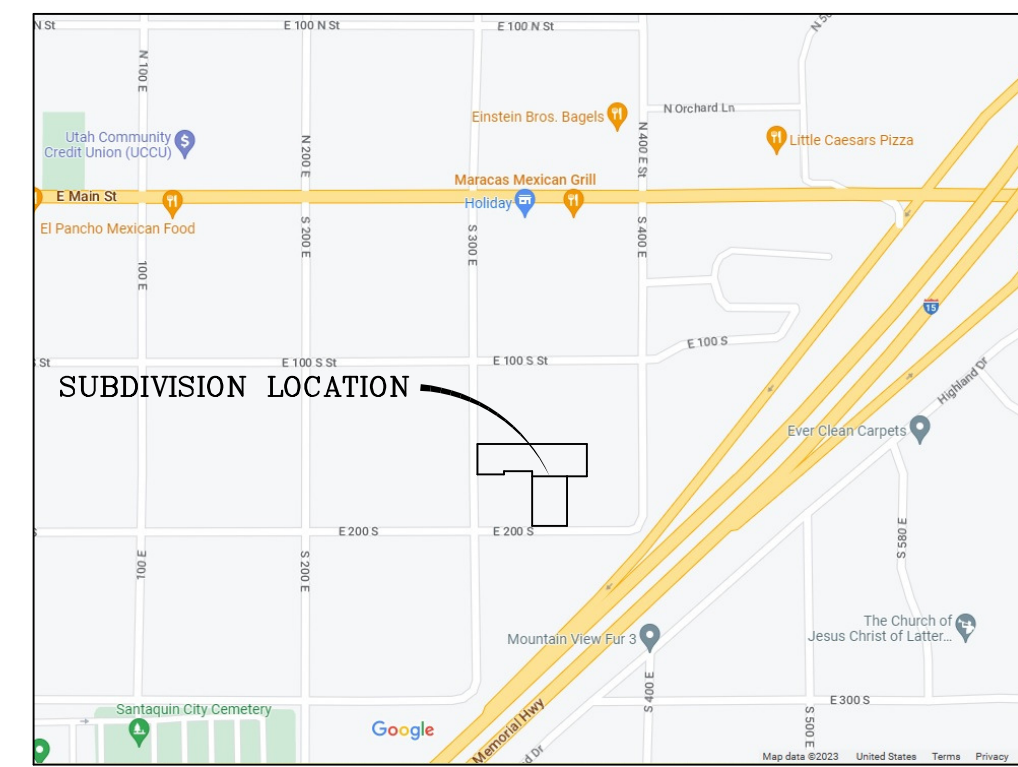 N St
E 100 N St
E 100 N St
N 100 E
N Orchard Ln
Einstein Bros. Bagels
Utah Community
Credit Union (UCCU)
N 200 E
N 400 E St
Little Caesars Pizza
Maracas Mexican Grill
E Main St
Holiday
El Pancho Mexican Food
S 200 E
S 300 E
S 400 E
100 E
15
E 100 S
St
E 100 S St
E 100 S St
SUBDIVISION LOCATION
Highland Dr
Ever Clean Carpets
E 200 S
E 200 S
S 580 E
100 E
S 200 E
The Church of
Jesus Christ of Latter...
Mountain View Fur 3
S 400 E
E 300 S
Santaquin City Cemetery
S 500 E
Memorial Hwy
Google
Map data ©2023 United States Terms Privacy